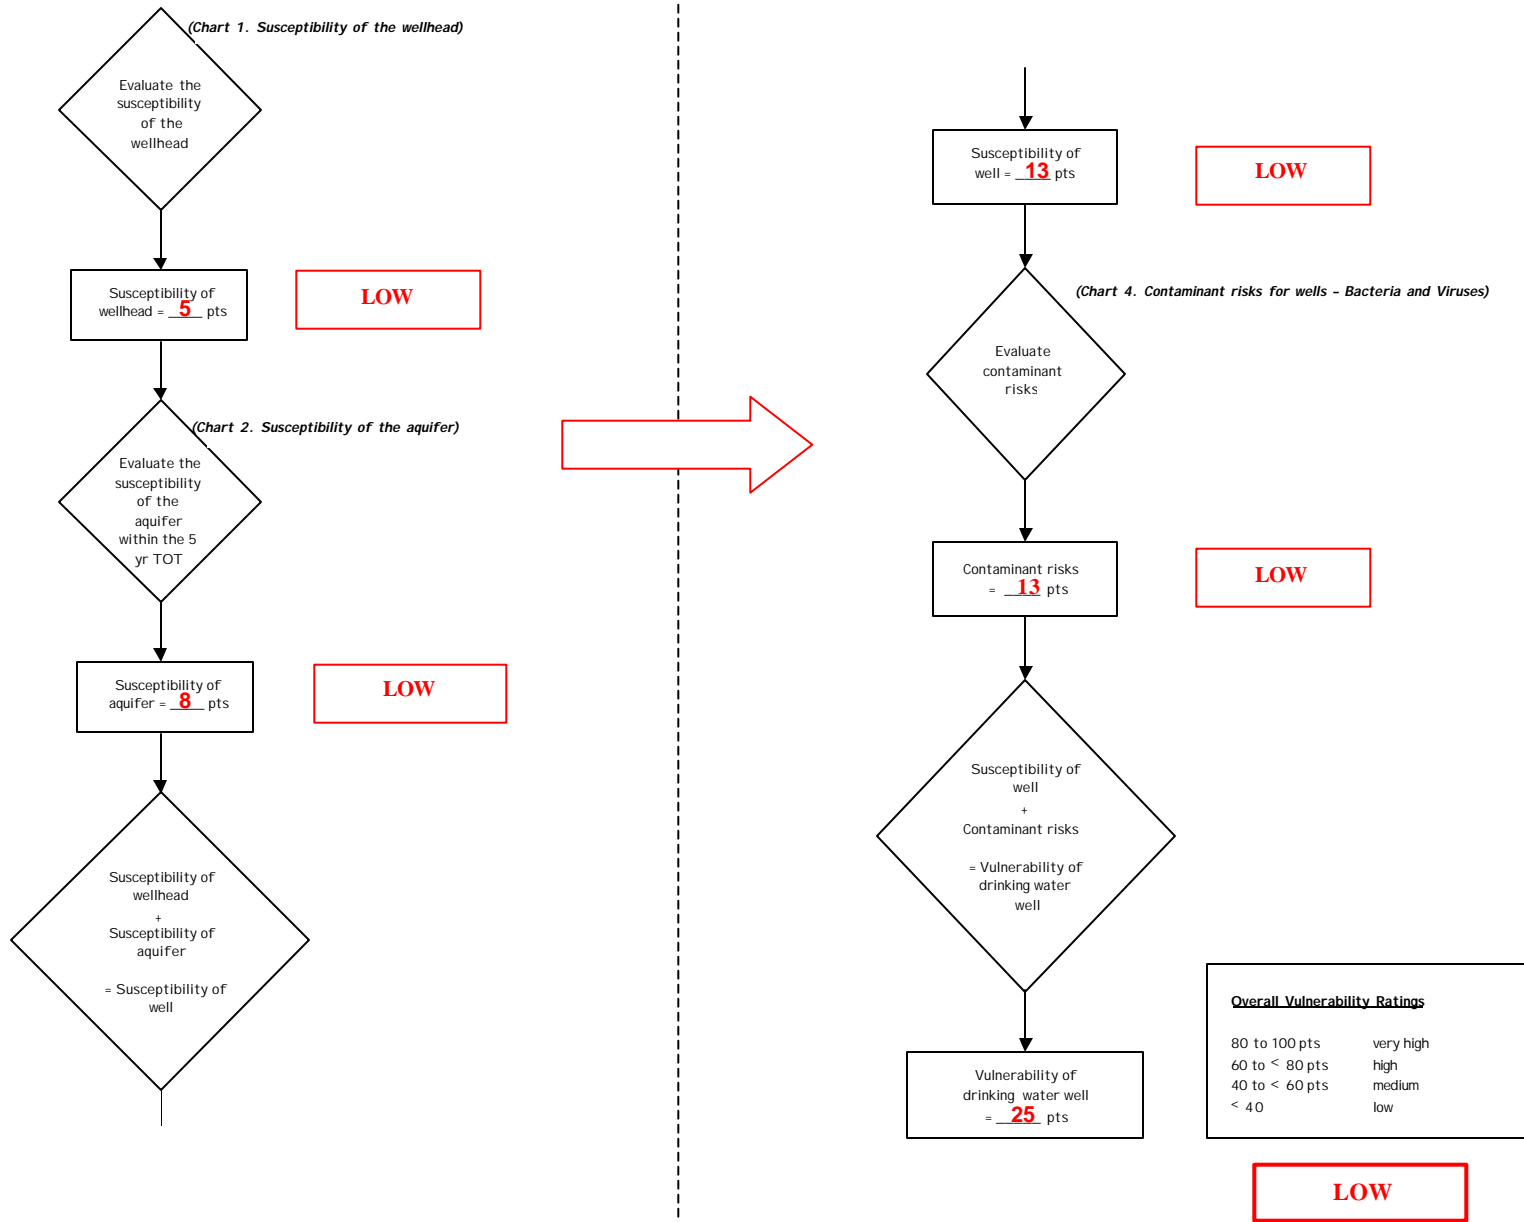 (Chart 1. Susceptibility of the wellhead)
Evaluate the
susceptibility
of the
wellhead
Susceptibility of
wellhead = 5 pts
LOW
(Chart 2. Susceptibility of the aquifer)
Evaluate the
susceptibility
of the
aquifer
within the 5
yr TOT
Susceptibility of
aquifer = 8 pts
LOW
Susceptibility of
wellhead
+
Susceptibility of
aquifer
= Susceptibility of
well
Susceptibility of
well = 13 pts
LOW
(Chart 4. Contaminant risks for wells – Bacteria and Viruses)
Evaluate
contaminant
risks
Contaminant risks
= 13 pts
LOW
Susceptibility of
well
+
Contaminant risks
= Vulnerability of
drinking water
well
Vulnerability of
drinking water well
= 25 pts
Overall Vulnerability Ratings
80 to 100 pts very high
60 to < 80 pts high
40 to < 60 pts medium
< 40 low
LOW